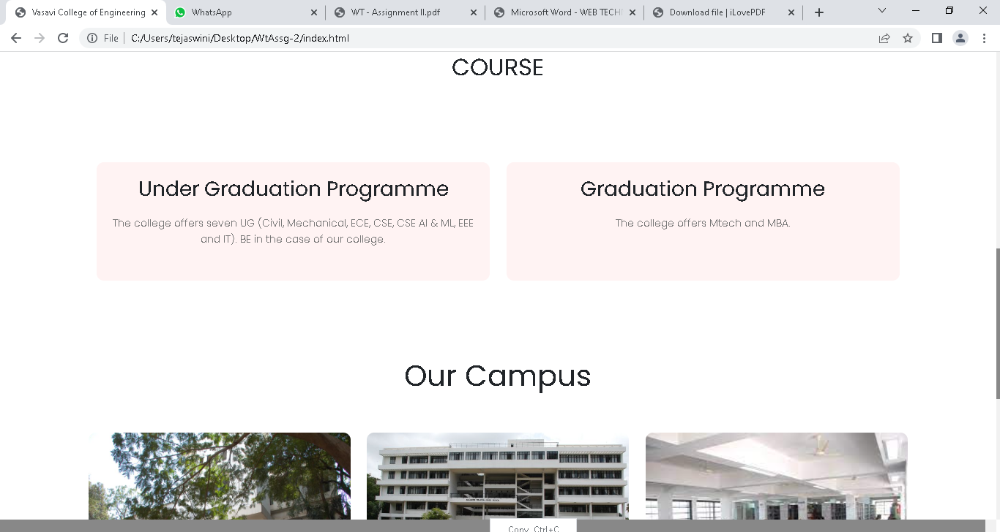 Vasavi College of Engineering
WhatsApp
WT - Assignment II.pdf
Microsoft Word - WEB TECH
Download file | iLovePDF
File
C:/Users/tejaswini/Desktop/WtAssg-2/index.html
COURSE
Under Graduation Programme
The college offers seven UG (Civil, Mechanical, ECE, CSE, CSE AI & ML, EEE
and IT). BE in the case of our college.
Graduation Programme
The college offers Mtech and MBA.
Our Campus
Copy Ctrl+C